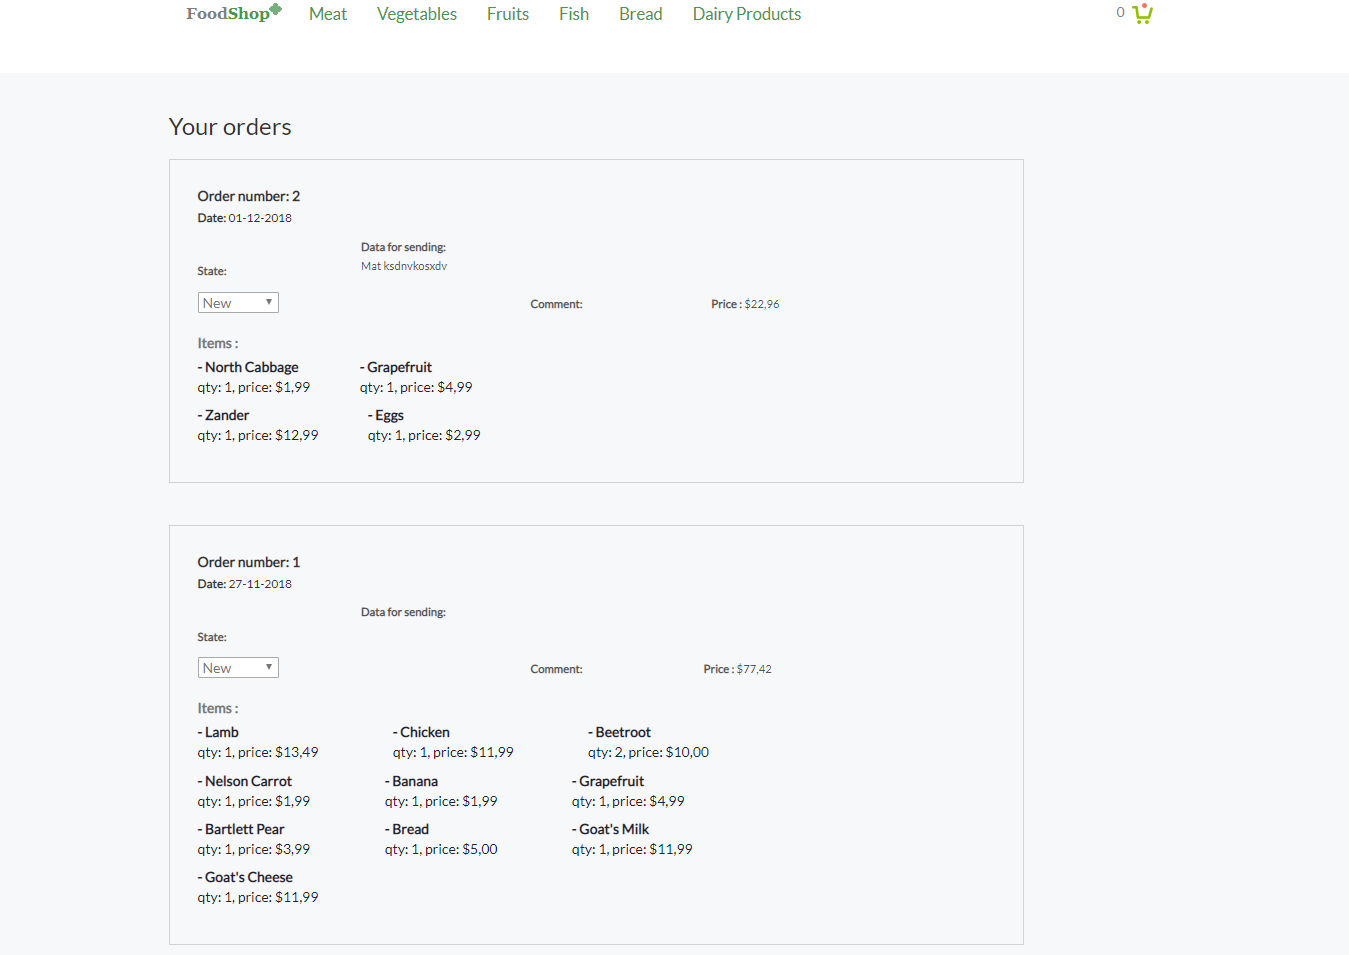 FoodShop Meat Vegetables Fruits Fish Bread Dairy Products 0
Your orders
Order number: 2
Date: 01-12-2018
Data for sending:
Mat ksdnvkosxdv
State:
New
Comment:
Price : $22,96
Items :
- North Cabbage - Grapefruit
qty: 1, price: $1,99 qty: 1, price: $4,99
- Zander - Eggs
qty: 1, price: $12,99 qty: 1, price: $2,99
Order number: 1
Date: 27-11-2018
Data for sending:
State:
New
Comment:
Price : $77,42
Items :
- Lamb - Chicken - Beetroot
qty: 1, price: $13,49 qty: 1, price: $11,99 qty: 2, price: $10,00
- Nelson Carrot - Banana - Grapefruit
qty: 1, price: $1,99 qty: 1, price: $1,99 qty: 1, price: $4,99
- Bartlett Pear - Bread - Goat's Milk
qty: 1, price: $3,99 qty: 1, price: $5,00 qty: 1, price: $11,99
- Goat's Cheese
qty: 1, price: $11,99